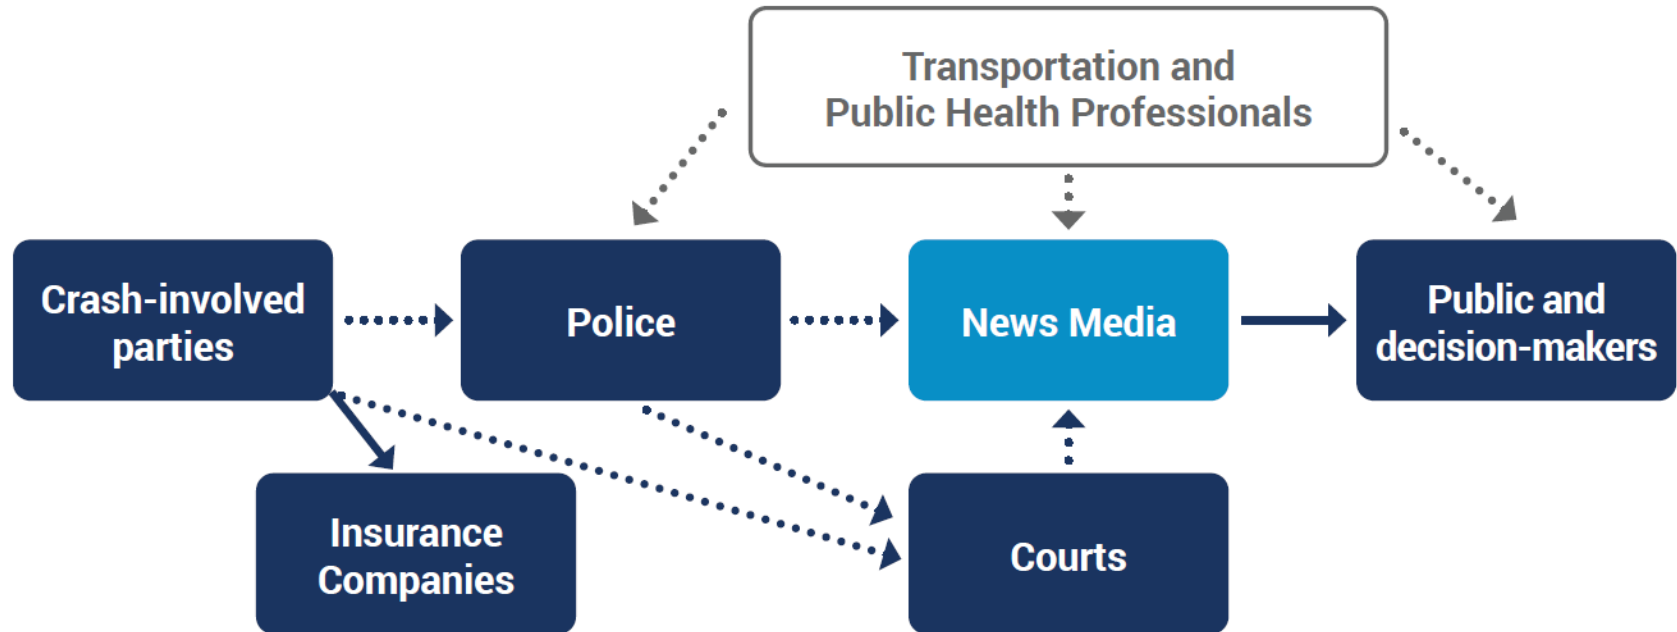 Transportation and
Public Health Professionals
Crash-involved
parties
Police
News Media
Public and
decision-makers
Insurance
Companies
Courts